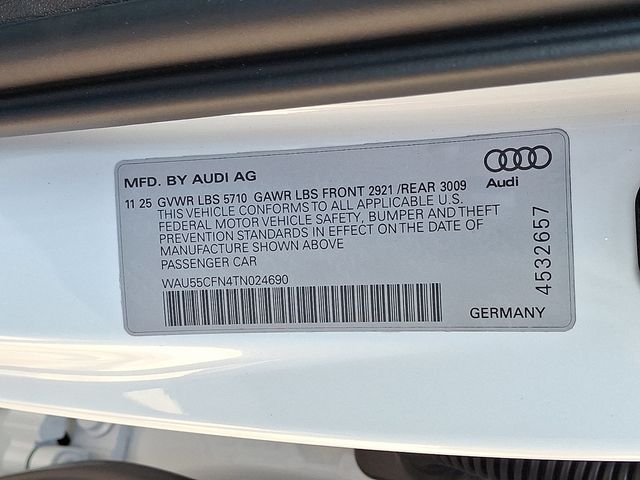 MFD. BY AUDI AG
Audi
11 25 GVWR LBS 5710 GAWR LBS FRONT 2921 /REAR 3009
THIS VEHICLE CONFORMS TO ALL APPLICABLE U.S.
FEDERAL MOTOR VEHICLE SAFETY, BUMPER AND THEFT
PREVENTION STANDARDS IN EFFECT ON THE DATE OF
MANUFACTURE SHOWN ABOVE
PASSENGER CAR
WAU55CFN4TN024690
4532657
GERMANY